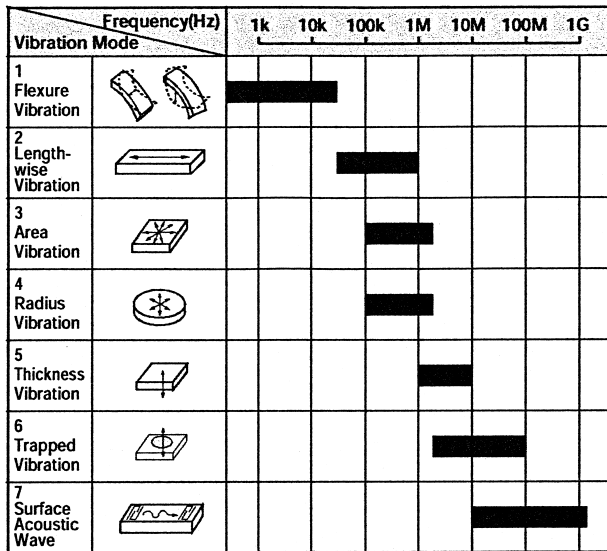 Frequency(Hz)
Vibration Mode
1k 10k 100k 1M 10M 100M 1G
1
Flexure
Vibration
2
Length-
wise
Vibration
3
Area
Vibration
4
Radius
Vibration
5
Thickness
Vibration
6
Trapped
Vibration
7
Surface
Acoustic
Wave